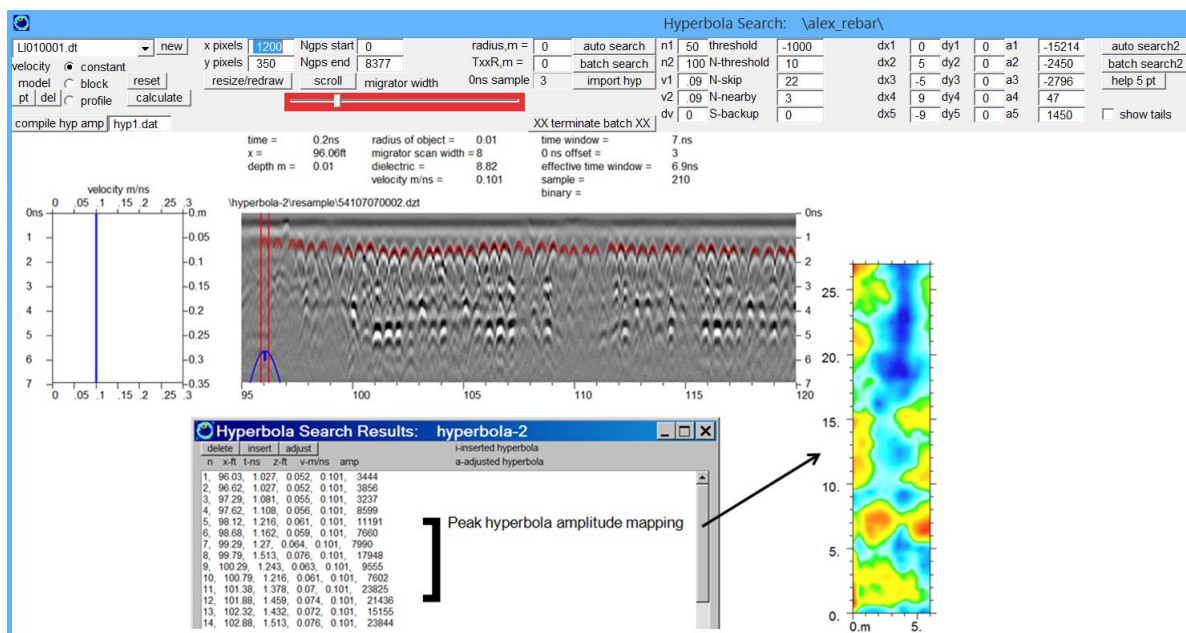 Hyperbola Search: \alex_rebar\
LI010001.dt new x pixels 1200 Ngps start 0 radius,m = 0 auto search n1 50 threshold -1000 dx1 0 dy1 0 a1 -15214 auto search2
velocity constant y pixels 350 Ngps end 8377 TxxR,m = 0 batch search n2 100 N-threshold 10 dx2 5 dy2 0 a2 -2450 batch search2
model block reset resize/redraw scroll migrator width 0ns sample 3 import hyp v1 .09 N-skip 22 dx3 -5 dy3 0 a3 -2796 help 5 pt
pt del profile calculate v2 .09 N-nearby 3 dx4 9 dy4 0 a4 47
dv 0 S-backup 0 dx5 -9 dy5 0 a5 1450 show tails
compile hyp amp hyp1.dat XX terminate batch XX
time = 0.2ns radius of object = 0.01 time window = 7.ns
x = 96.06ft migrator scan width = 8 0 ns offset = 3
depth m = 0.01 dielectric = 8.82 effective time window = 6.9ns
velocity m/ns = 0.101 sample = 210
binary =
velocity m/ns
0 .05 .1 .15 .2 .25 .3
\hyperbola-2\resample\54107070002.dzt
0ns 0.m 0ns
1 -0.05 1
2 -0.1 2
3 -0.15 3
4 -0.2 4
5 -0.25 5
6 -0.3 6
7 -0.35 7
0 .05 .1 .15 .2 .25 .3
95 100 105 110 115 120
Hyperbola Search Results: hyperbola-2
delete insert adjust i-inserted hyperbola
n x-ft t-ns z-ft v-m/ns amp a-adjusted hyperbola
1, 96.03, 1.027, 0.052, 0.101, 3444
2, 96.62, 1.027, 0.052, 0.101, 3856
3, 97.29, 1.081, 0.055, 0.101, 3237
4, 97.62, 1.108, 0.056, 0.101, 8599
5, 98.12, 1.216, 0.061, 0.101, 11191
6, 98.68, 1.162, 0.059, 0.101, 7660
7, 99.29, 1.27, 0.064, 0.101, 7990
8, 99.79, 1.513, 0.076, 0.101, 17948
9, 100.29, 1.243, 0.063, 0.101, 9555
10, 100.79, 1.216, 0.061, 0.101, 7602
11, 101.38, 1.378, 0.07, 0.101, 23825
12, 101.88, 1.459, 0.074, 0.101, 21436
13, 102.32, 1.432, 0.072, 0.101, 15155
14, 102.88, 1.513, 0.076, 0.101, 23844
Peak hyperbola amplitude mapping
25.
20.
15.
10.
5.
0.
0.m 5.